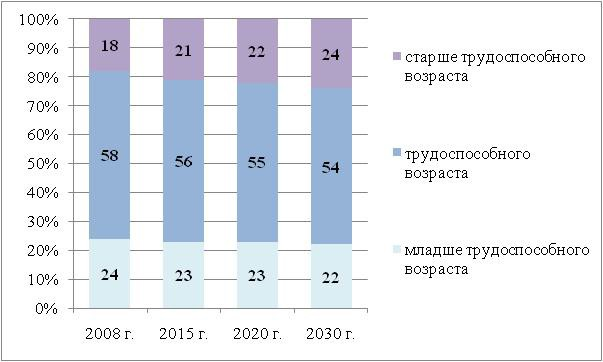 100%
90%
80%
70%
60%
50%
40%
30%
20%
10%
0%
18 21 22 24
58 56 55 54
24 23 23 22
2008 г. 2015 г. 2020 г. 2030 г.
старше трудоспособного
возраста
трудоспособного
возраста
младше трудоспособного
возраста